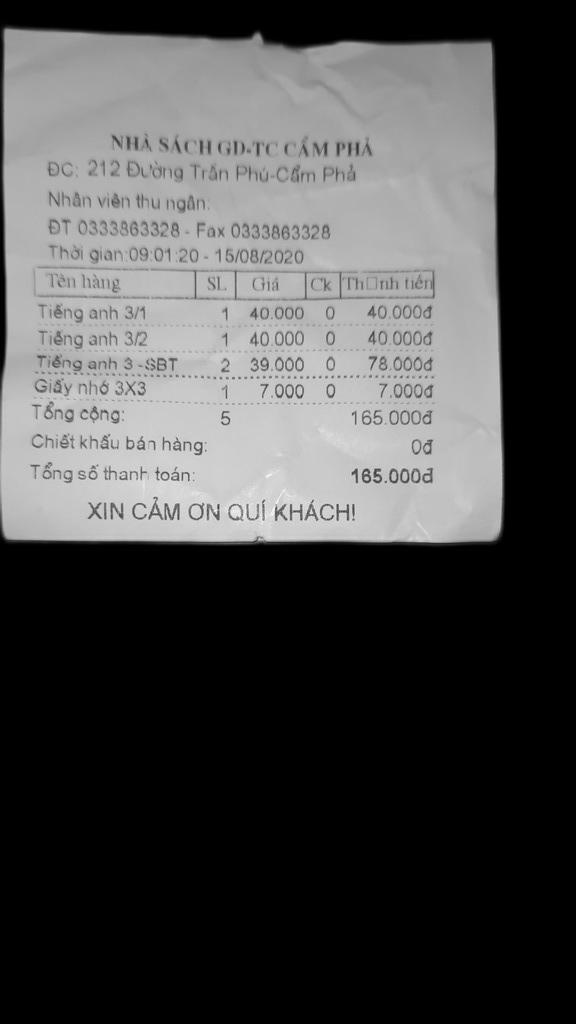 NHÀ SÁCH GD-TC CẨM PHẢ
ĐC: 212 Đường Trần Phú-Cẩm Phả
Nhân viên thu ngân:
ĐT 0333863328 - Fax 0333863328
Thời gian:09:01:20 - 15/08/2020
Tên hàng SL Giá Ck Th□nh tiền
Tiếng anh 3/1 1 40.000 0 40.000đ
Tiếng anh 3/2 1 40.000 0 40.000đ
Tiếng anh 3 -SBT 2 39.000 0 78.000đ
Giấy nhớ 3X3 1 7.000 0 7.000đ
Tổng cộng: 5 165.000đ
Chiết khấu bán hàng: 0đ
Tổng số thanh toán: 165.000đ
XIN CẢM ƠN QUÍ KHÁCH!